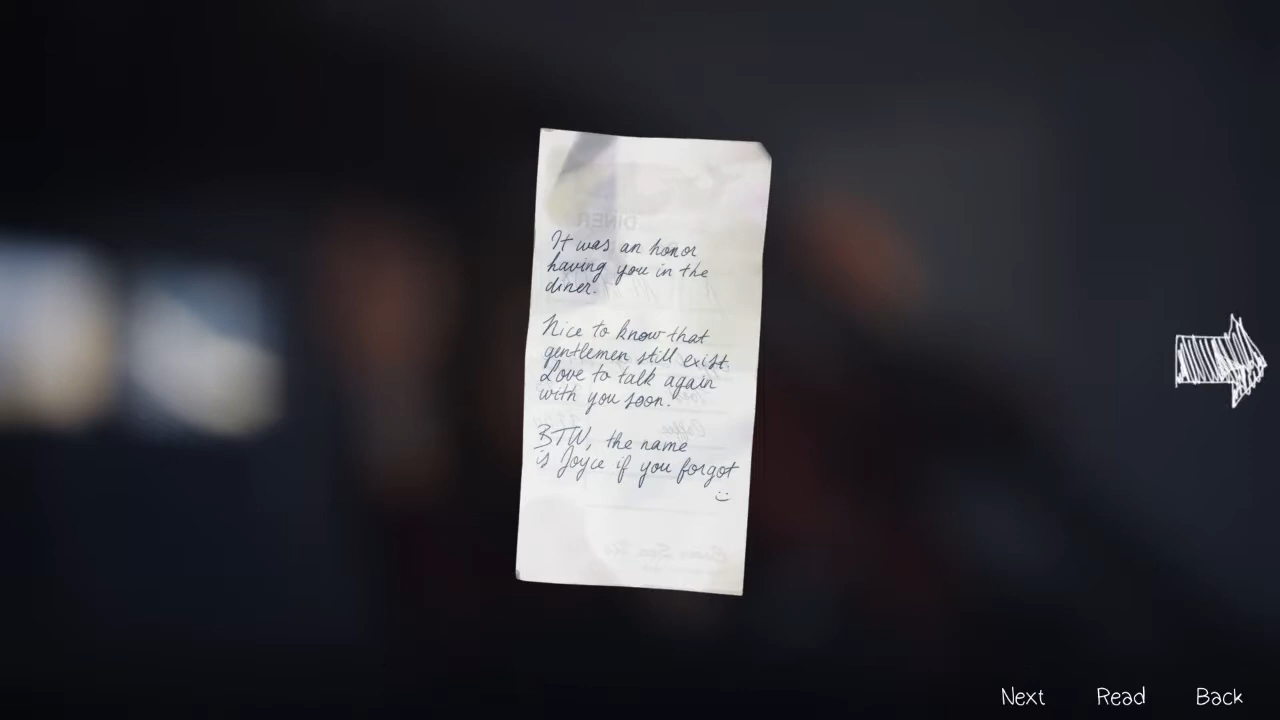 DINER
It was an honor
having you in the
diner.
Nice to know that
gentlemen still exist.
Love to talk again
with you soon.
BTW, the name
is Joyce if you forgot
:)
Coffee
Next Read Back